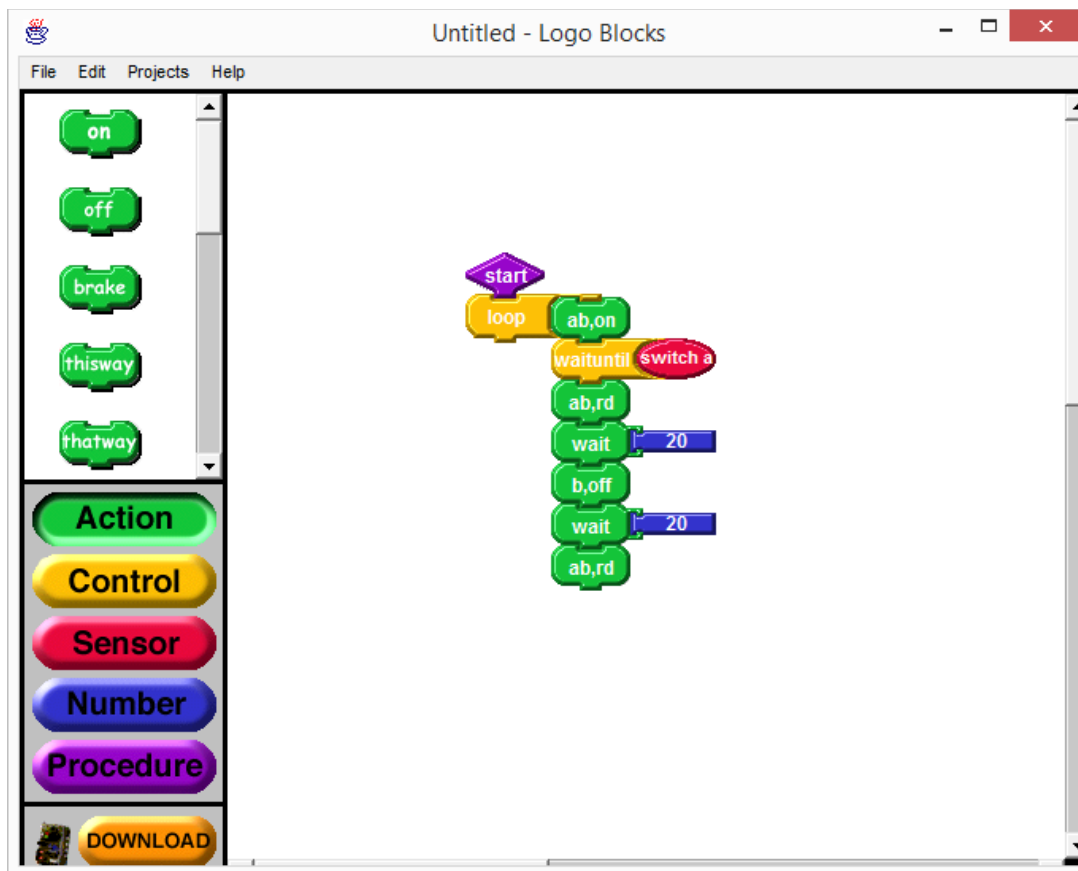 Untitled - Logo Blocks
File Edit Projects Help
on
off
brake
thisway
thatway
Action
Control
Sensor
Number
Procedure
DOWNLOAD
start
loop ab,on
waituntil switch a
ab,rd
wait 20
b,off
wait 20
ab,rd